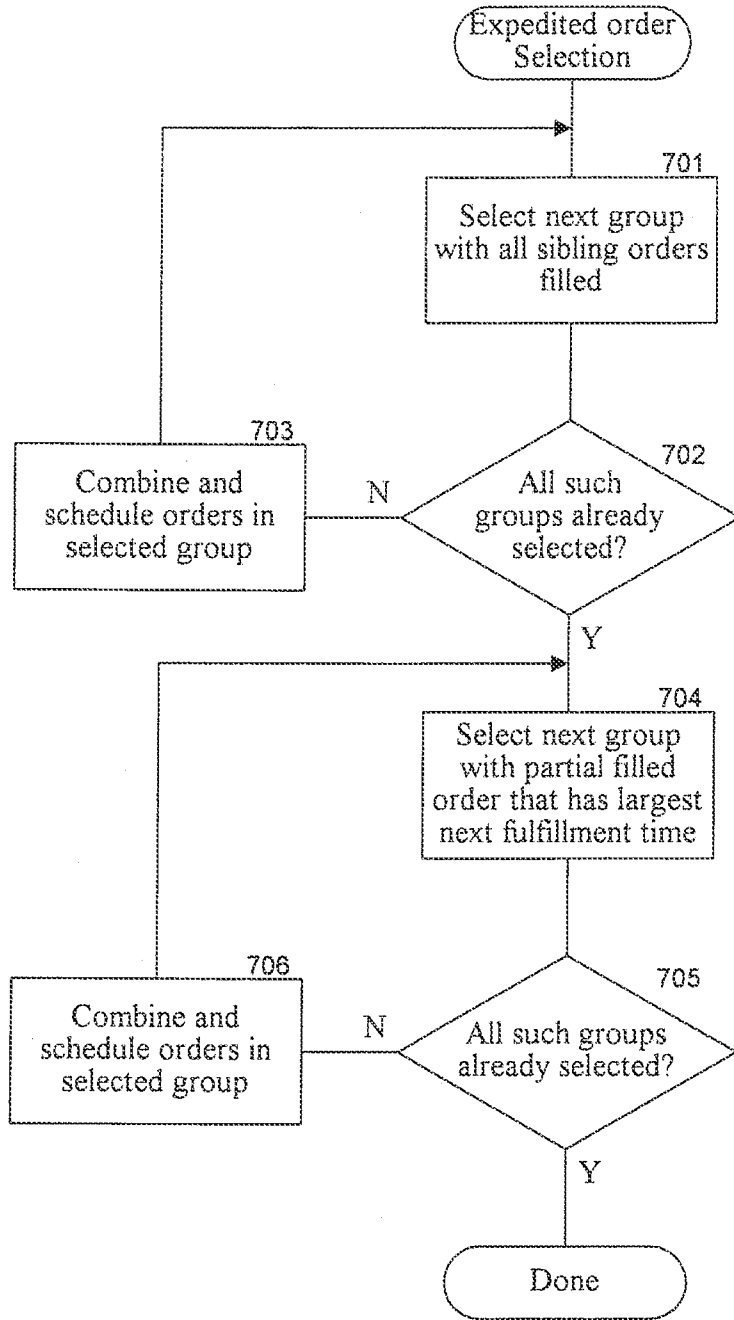 Expedited order
Selection
701
Select next group
with all sibling orders
filled
703
Combine and
schedule orders in
selected group
N
702
All such
groups already
selected?
Y
704
Select next group
with partial filled
order that has largest
next fulfillment time
706
Combine and
schedule orders in
selected group
N
705
All such groups
already selected?
Y
Done